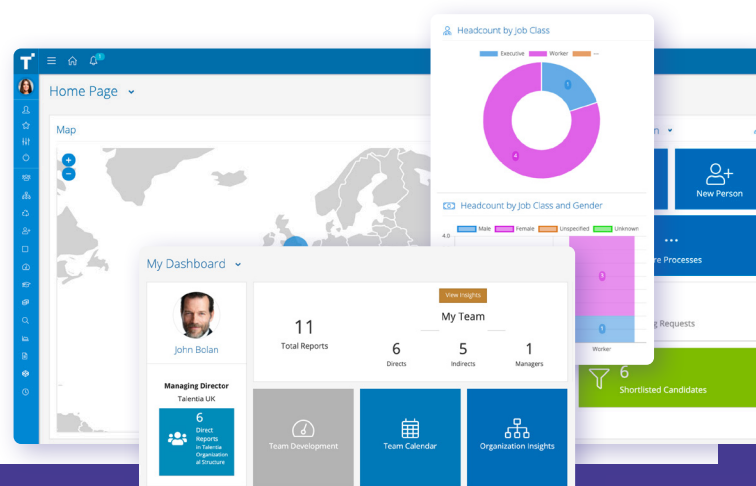 T
1
Home Page
Map
+
−
Headcount by Job Class
Executive Worker ---
4
Headcount by Job Class and Gender
Male Female Unspecified Unknown
4.0
Worker
New Person
...
Processes
Requests
6
Shortlisted Candidates
My Dashboard
John Bolan
Managing Director
Talentia UK
6
Direct
Reports
in Talentia
Organisation
al Structure
11
Total Reports
View Insights
My Team
6
Directs
5
Indirects
1
Managers
Team Development
Team Calendar
Organization Insights